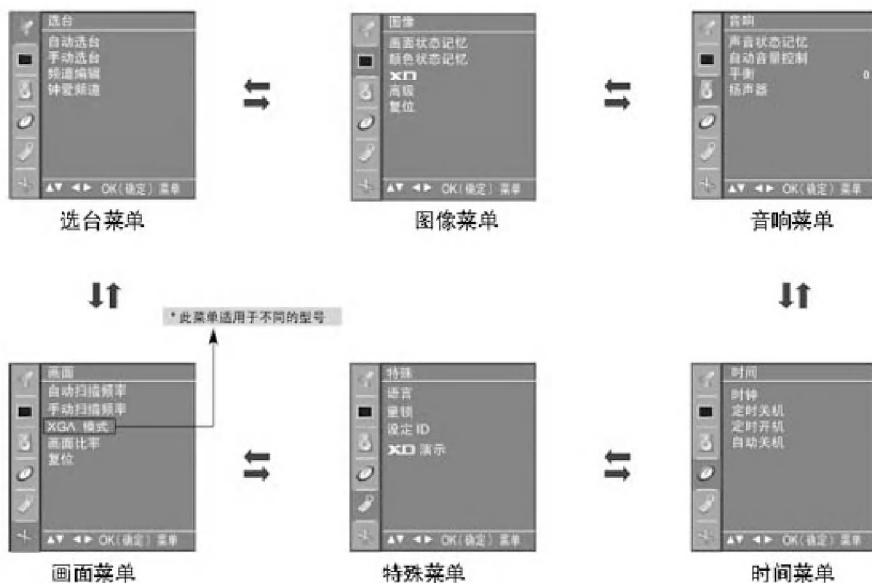 选台
自动选台
手动选台
频道编辑
钟爱频道
▲▼ ◄► OK(确定) 菜单
选台菜单
图像
画面状态记忆
颜色状态记忆
XD
高级
复位
▲▼ ◄► OK(确定) 菜单
图像菜单
音响
声音状态记忆
自动音量控制
平衡 0
扬声器
▲▼ ◄► OK(确定) 菜单
音响菜单
*此菜单适用于不同的型号
画面
自动扫描频率
手动扫描频率
XGA 模式
画面比率
复位
▲▼ ◄► OK(确定) 菜单
画面菜单
特殊
语言
童锁
设定 ID
XD 演示
▲▼ ◄► OK(确定) 菜单
特殊菜单
时间
时钟
定时关机
定时开机
自动关机
▲▼ ◄► OK(确定) 菜单
时间菜单